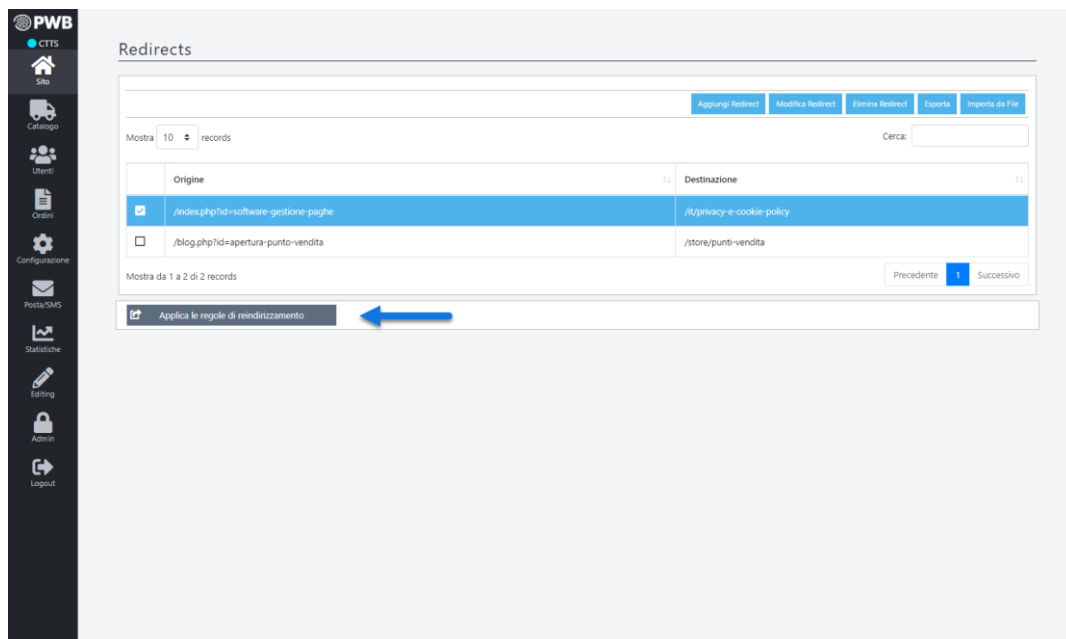 PWB
CTTS
Sito
Catalogo
Utenti
Ordini
Configurazione
Posta/SMS
Statistiche
Editing
Admin
Logout
Redirects
Aggiungi Redirect Modifica Redirect Elimina Redirect Esporta Importa da File
Mostra 10 records Cerca:
Origine Destinazione
/index.php?id=software-gestione-paghe /it/privacy-e-cookie-policy
/blog.php?id=apertura-punto-vendita /store/punti-vendita
Mostra da 1 a 2 di 2 records Precedente 1 Successivo
Applica le regole di reindirizzamento